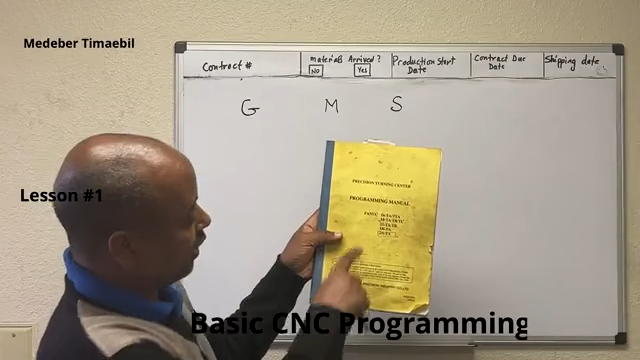 Medeber Timaebil
Contract #
Materials Arrived?
No Yes
Production Start
Date
Contract Due
Date
Shipping date
G M S
Lesson #1
PRECISION TURNING CENTER
PROGRAMMING MANUAL
FANUC
Basic CNC Programming